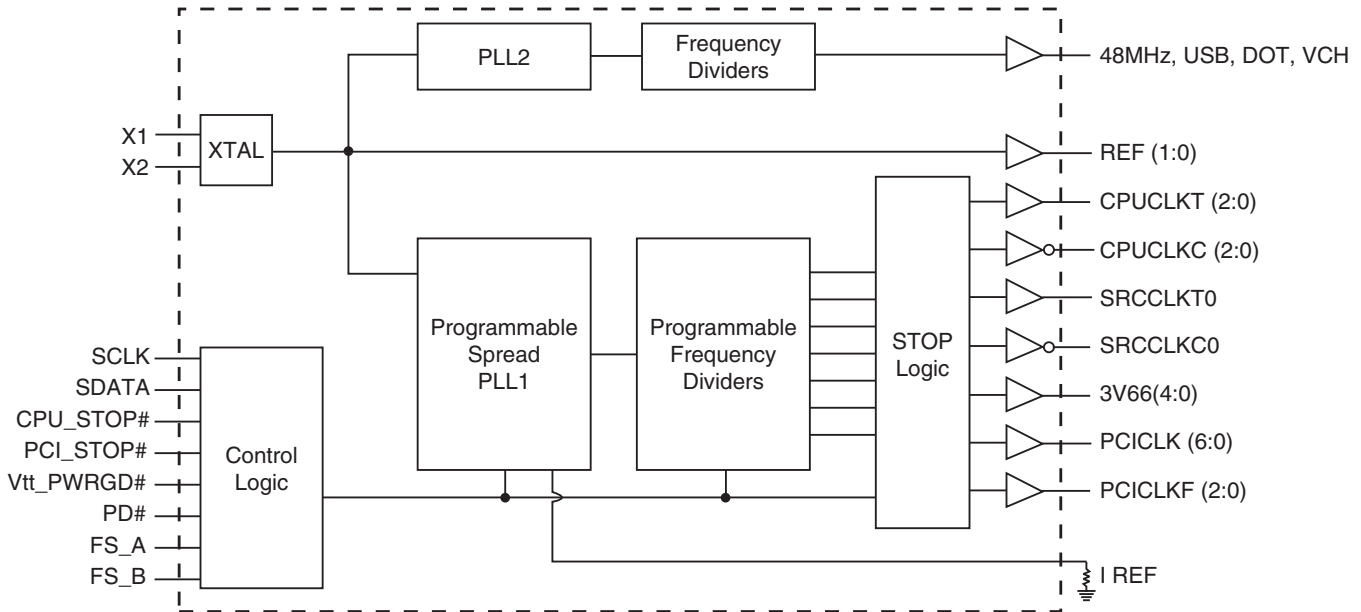 PLL2
Frequency
Dividers
48MHz, USB, DOT, VCH
X1
X2
XTAL
REF (1:0)
CPUCLKT (2:0)
CPUCLKC (2:0)
SRCCLKT0
SRCCLKC0
3V66(4:0)
PCICLK (6:0)
PCICLKF (2:0)
Programmable
Spread
PLL1
Programmable
Frequency
Dividers
STOP
Logic
SCLK
SDATA
CPU_STOP#
PCI_STOP#
Vtt_PWRGD#
PD#
FS_A
FS_B
Control
Logic
I REF